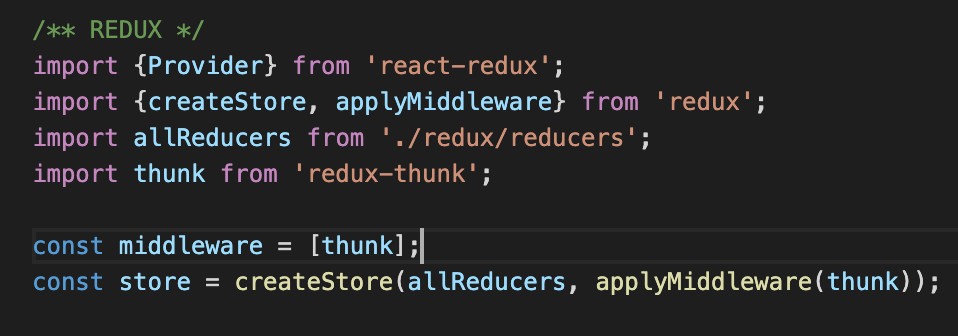 /** REDUX */
import {Provider} from 'react-redux';
import {createStore, applyMiddleware} from 'redux';
import allReducers from './redux/reducers';
import thunk from 'redux-thunk';
const middleware = [thunk];
const store = createStore(allReducers, applyMiddleware(thunk));